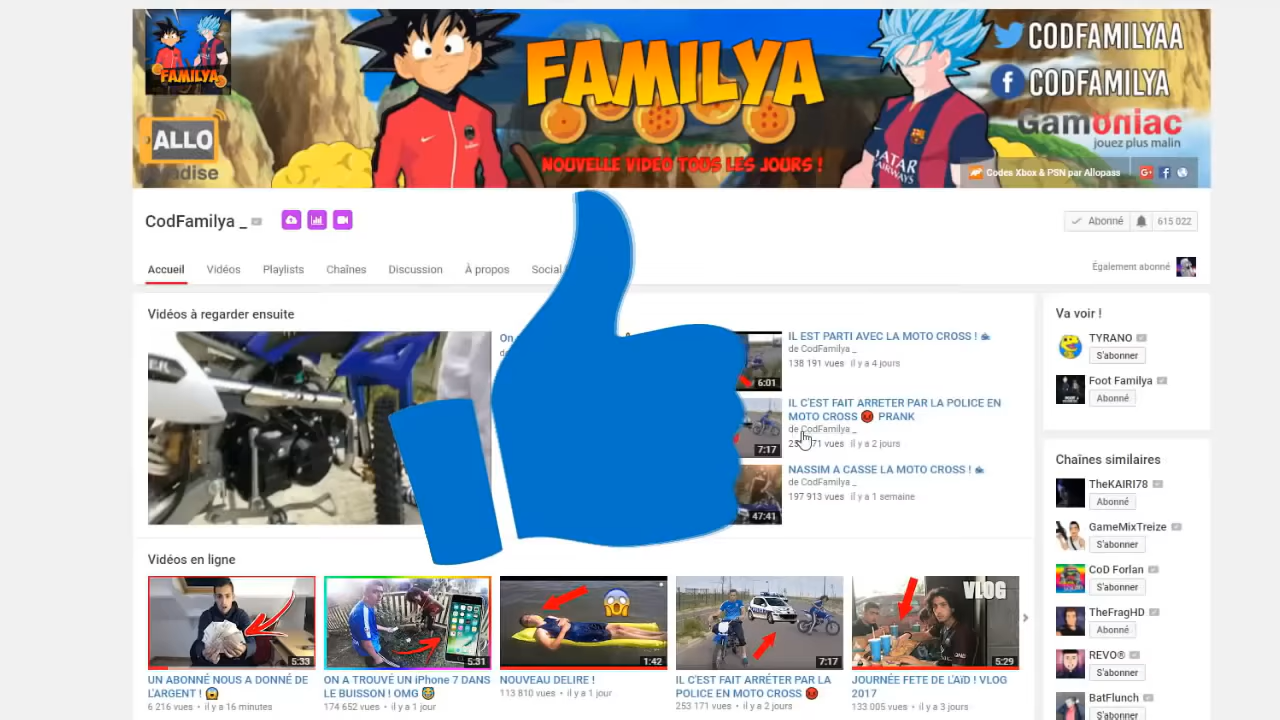 FAMILYA
FAMILYA
NOUVELLE VIDEO TOUS LES JOURS !
CODFAMILYAA
CODFAMILYA
Gamoniac
jouez plus malin
ALLO
Codes Xbox & PSN par Allopass
CodFamilya _
Abonné 615 022
Accueil Vidéos Playlists Chaînes Discussion À propos Social
Également abonné
Vidéos à regarder ensuite
On
6:01
IL EST PARTI AVEC LA MOTO CROSS !
de CodFamilya _
138 191 vues il y a 4 jours
7:17
IL C'EST FAIT ARRETER PAR LA POLICE EN
MOTO CROSS 😡 PRANK
de CodFamilya _
vues il y a 2 jours
47:41
NASSIM A CASSE LA MOTO CROSS !
de CodFamilya _
197 913 vues il y a 1 semaine
Va voir !
TYRANO
S'abonner
Foot Familya
Abonné
Chaînes similaires
TheKAIRI78
Abonné
GameMixTreize
S'abonner
CoD Forlan
S'abonner
TheFragHD
Abonné
REVO®
S'abonner
BatFlunch
S'abonner
Vidéos en ligne
5:33
UN ABONNÉ NOUS A DONNÉ DE
L'ARGENT ! 😱
6 216 vues • il y a 16 minutes
5:31
ON A TROUVÉ UN iPhone 7 DANS
LE BUISSON ! OMG
174 652 vues • il y a 1 jour
1:42
NOUVEAU DELIRE !
113 810 vues • il y a 1 jour
7:17
IL C'EST FAIT ARRÊTER PAR LA
POLICE EN MOTO CROSS 😡
253 171 vues • il y a 2 jours
VLOG
5:29
JOURNÉE FETE DE L'AïD ! VLOG
2017
133 005 vues • il y a 3 jours